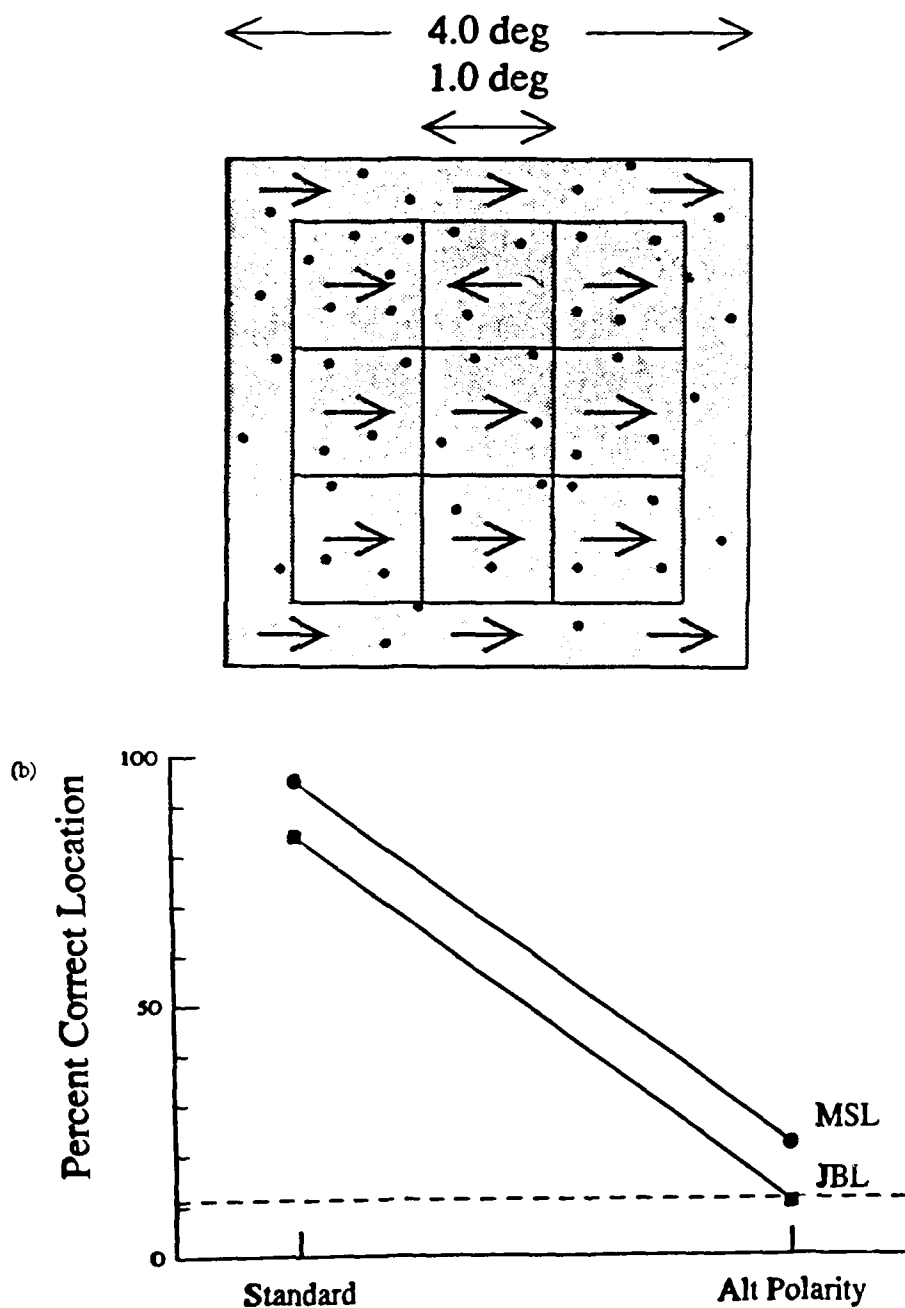 4.0 deg
1.0 deg
(b)
Percent Correct Location
100
50
0
MSL
JBL
Standard
Alt Polarity